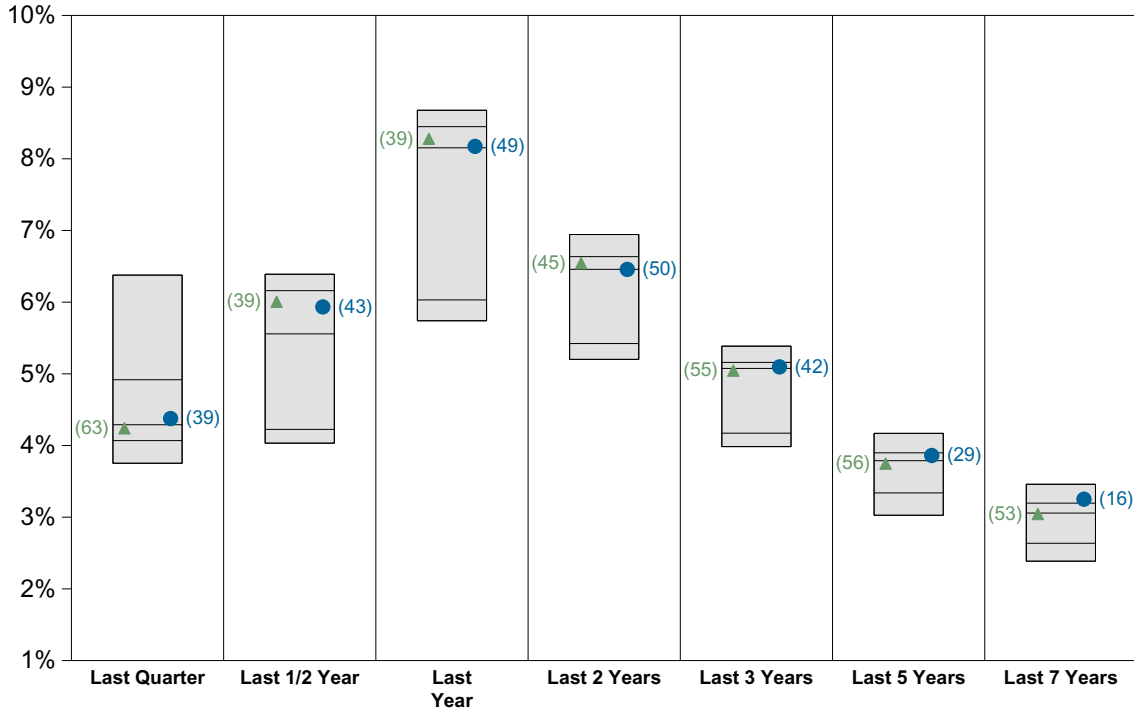 10%
9%
8%
7%
6%
5%
4%
3%
2%
1%
(63) (39)
(39) (43)
(39) (49)
(45) (50)
(55) (42)
(56) (29)
(53) (16)
Last Quarter
Last 1/2 Year
Last
Year
Last 2 Years
Last 3 Years
Last 5 Years
Last 7 Years